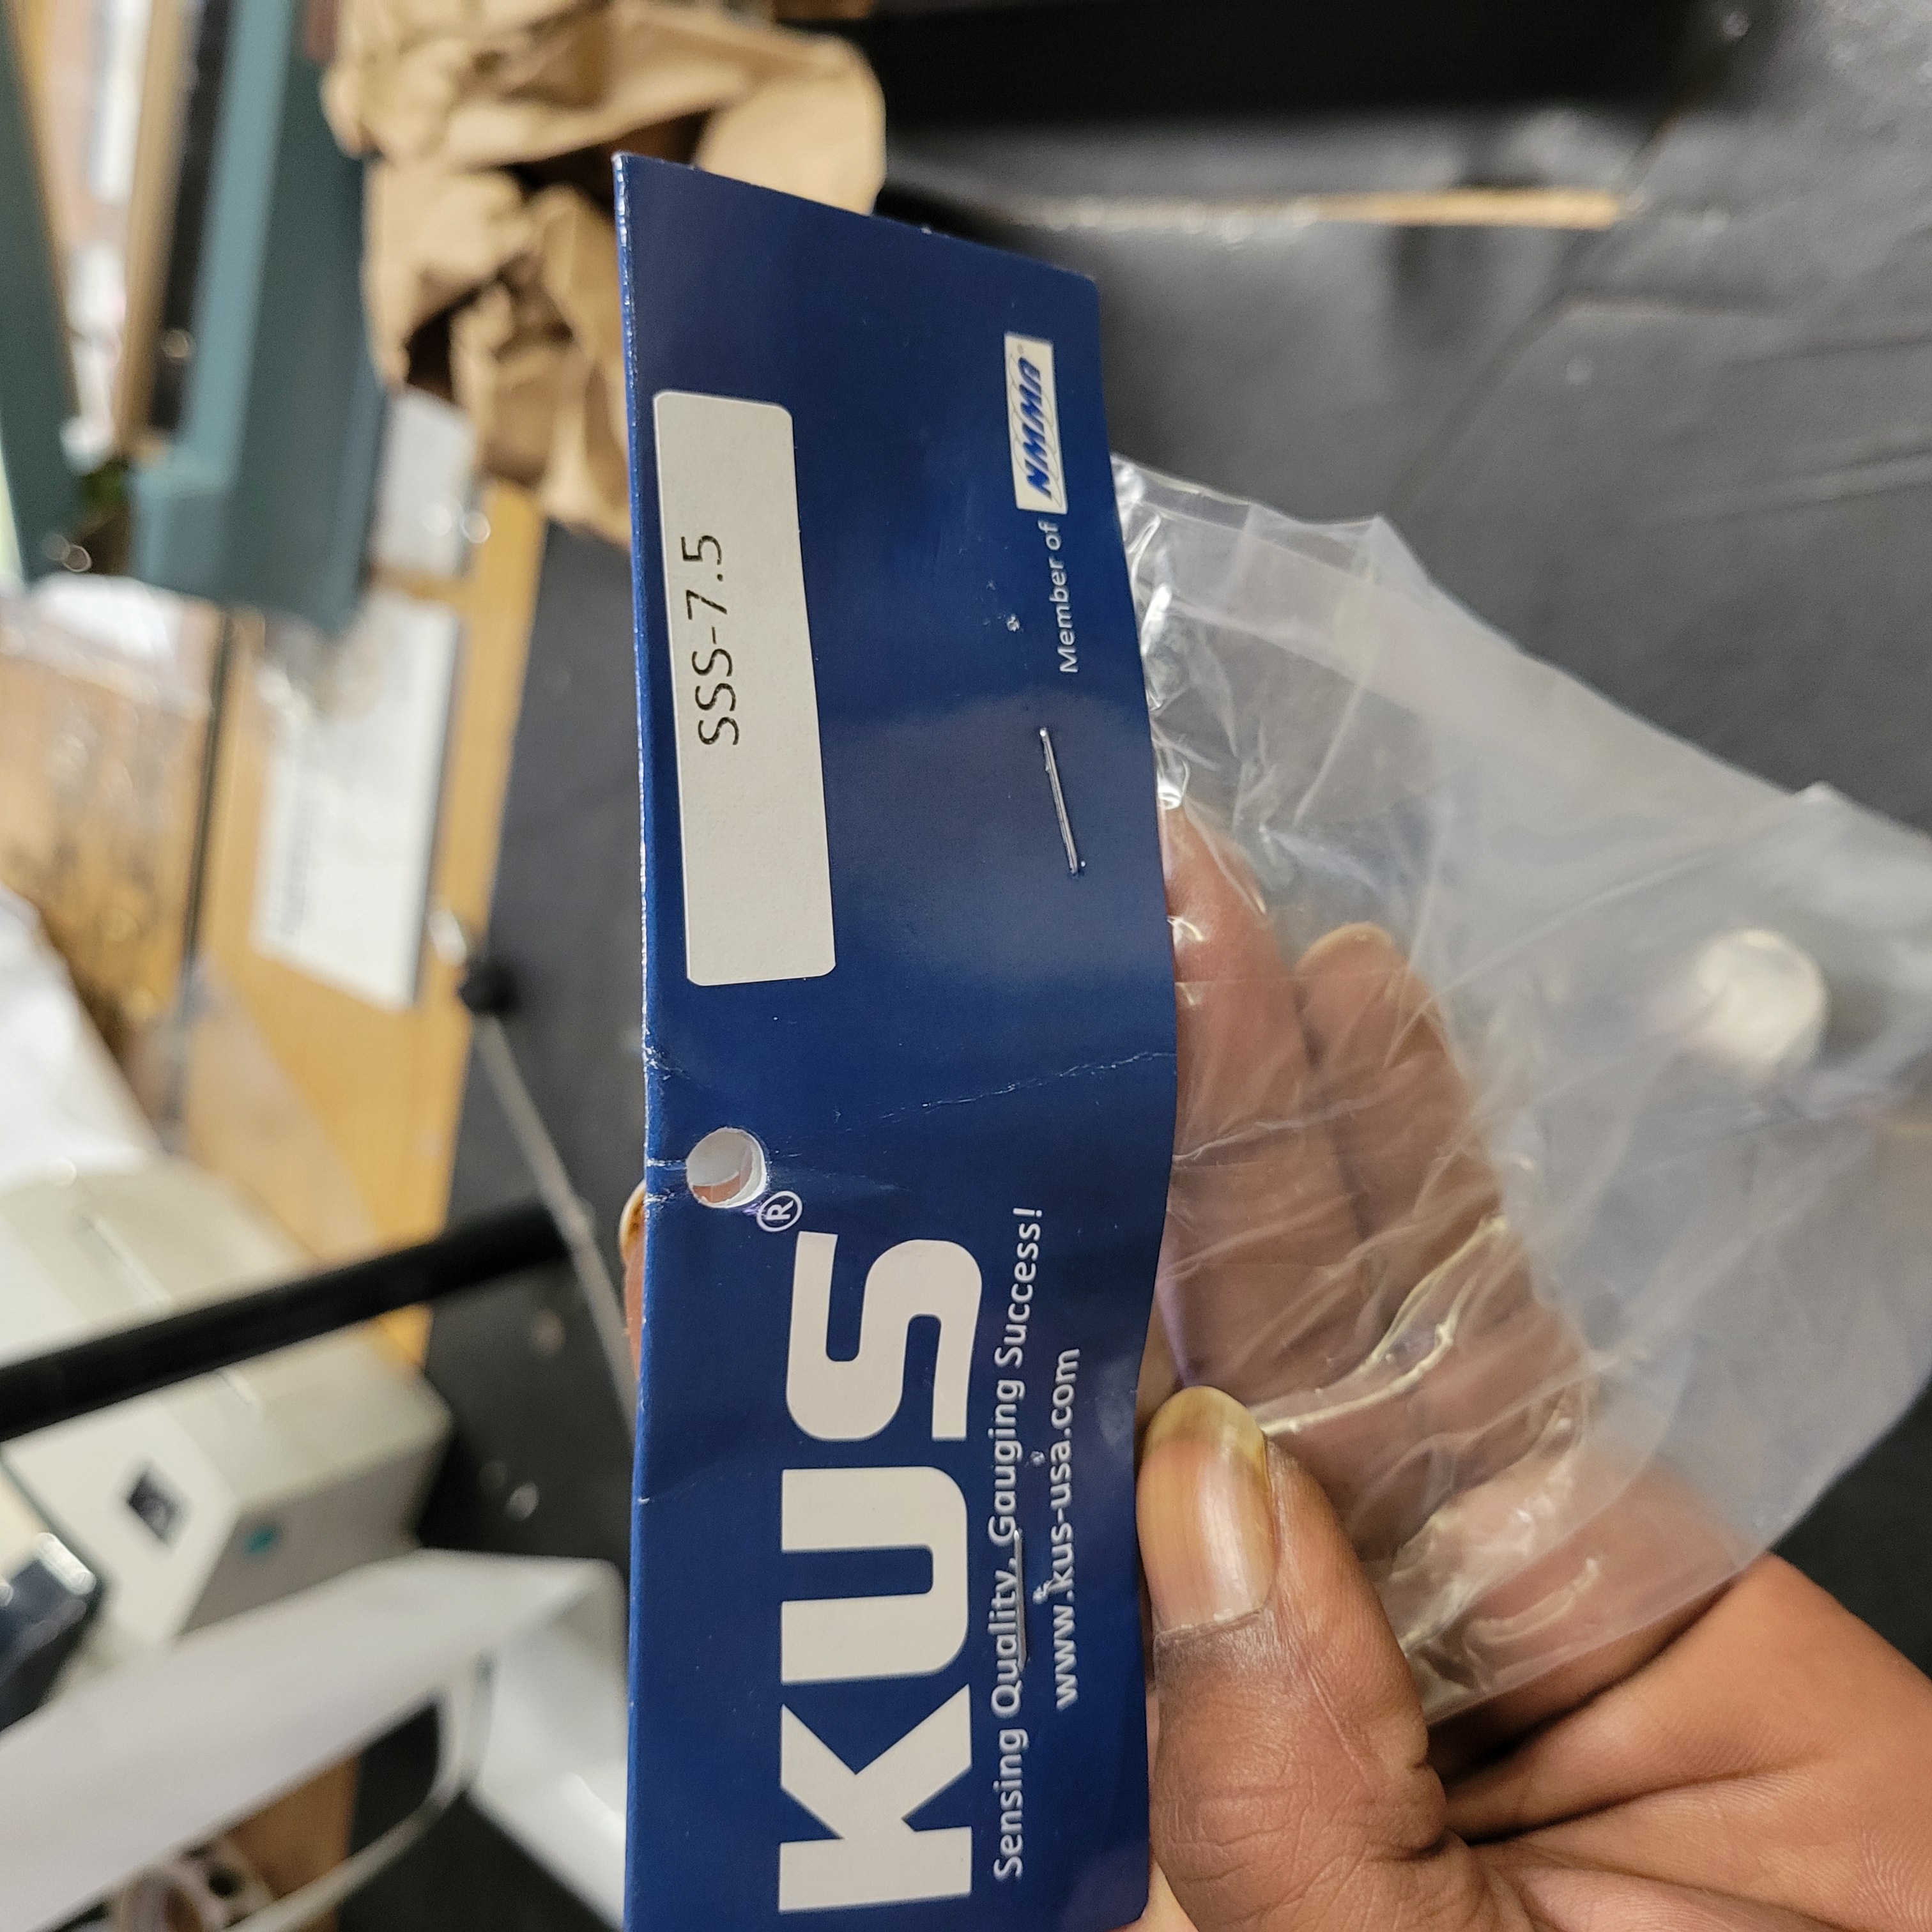 KUS®
Sensing Quality, Gauging Success!
www.kus-usa.com
SSS-7.5
Member of NMMA®